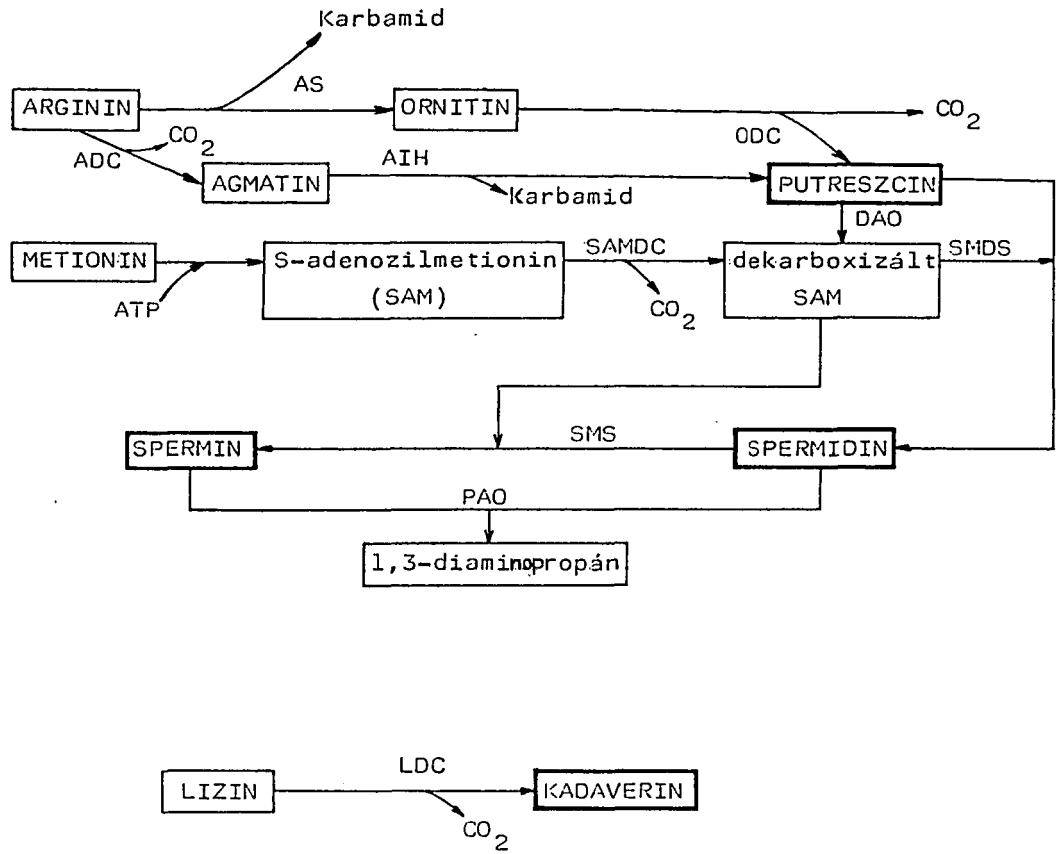 Karbamid
AS
ARGININ
ORNITIN
CO2
ADC
CO2
ODC
AIH
AGMATIN
Karbamid
PUTRESZCIN
DAO
METIONIN
S-adenozilmetionin
(SAM)
SAMDC
dekarboxizált
SAM
SMDS
ATP
CO2
SPERMIN
SMS
SPERMIDIN
PAO
1,3-diaminopropán
LIZIN
LDC
KADAVERIN
CO2